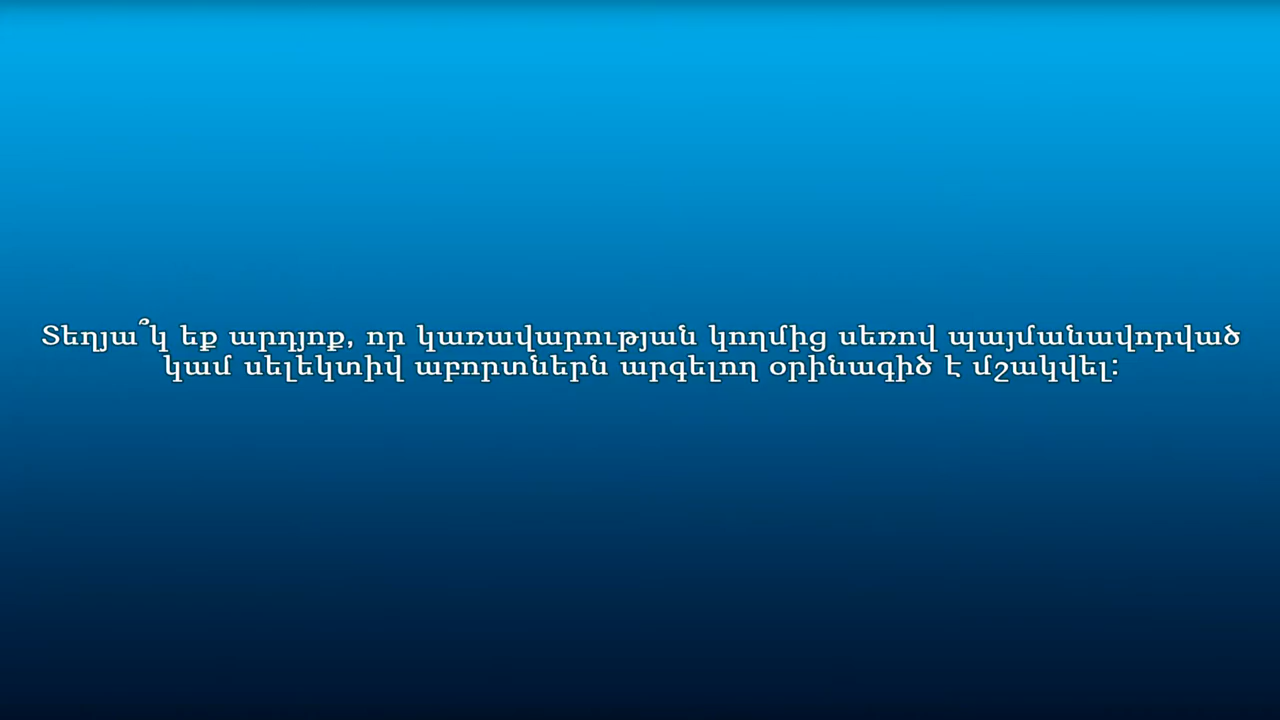 Տեղյա՞կ եք արդյոք, որ կառավարության կողմից սեռով պայմանավորված
կամ սելեկտիվ աբորտներն արգելող օրինագիծ է մշակվել: